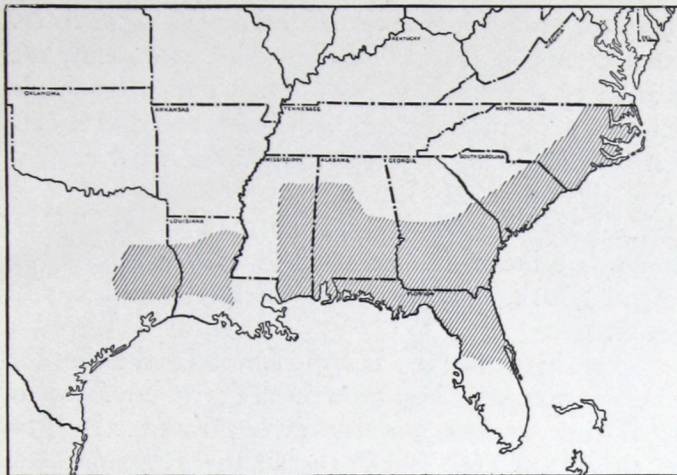 KENTUCKY
OKLAHOMA
ARKANSAS
TENNESSEE
NORTH CAROLINA
MISSISSIPPI
ALABAMA
GEORGIA
SOUTH CAROLINA
LOUISIANA
FLORIDA